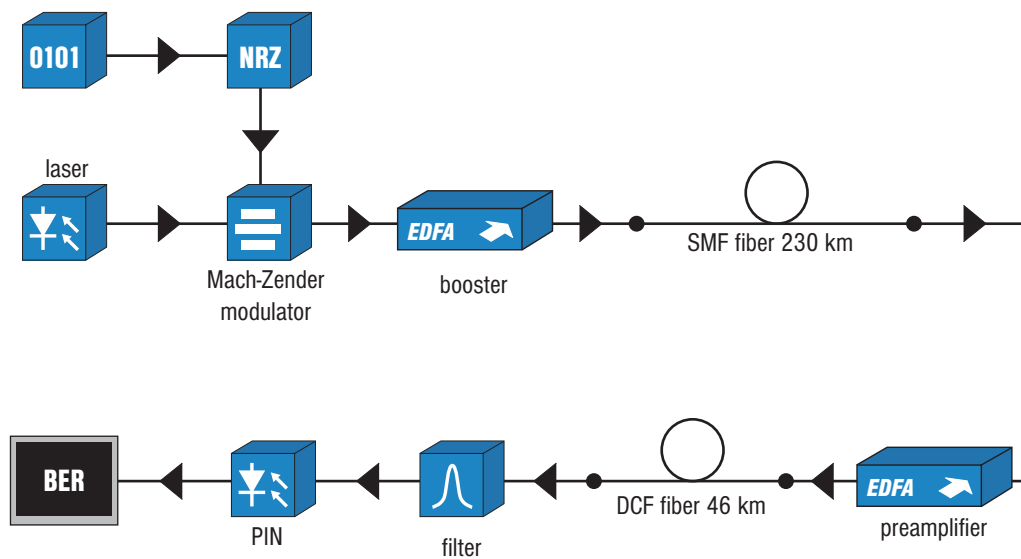 0101
NRZ
laser
Mach-Zender
modulator
EDFA
booster
SMF fiber 230 km
BER
PIN
filter
DCF fiber 46 km
EDFA
preamplifier